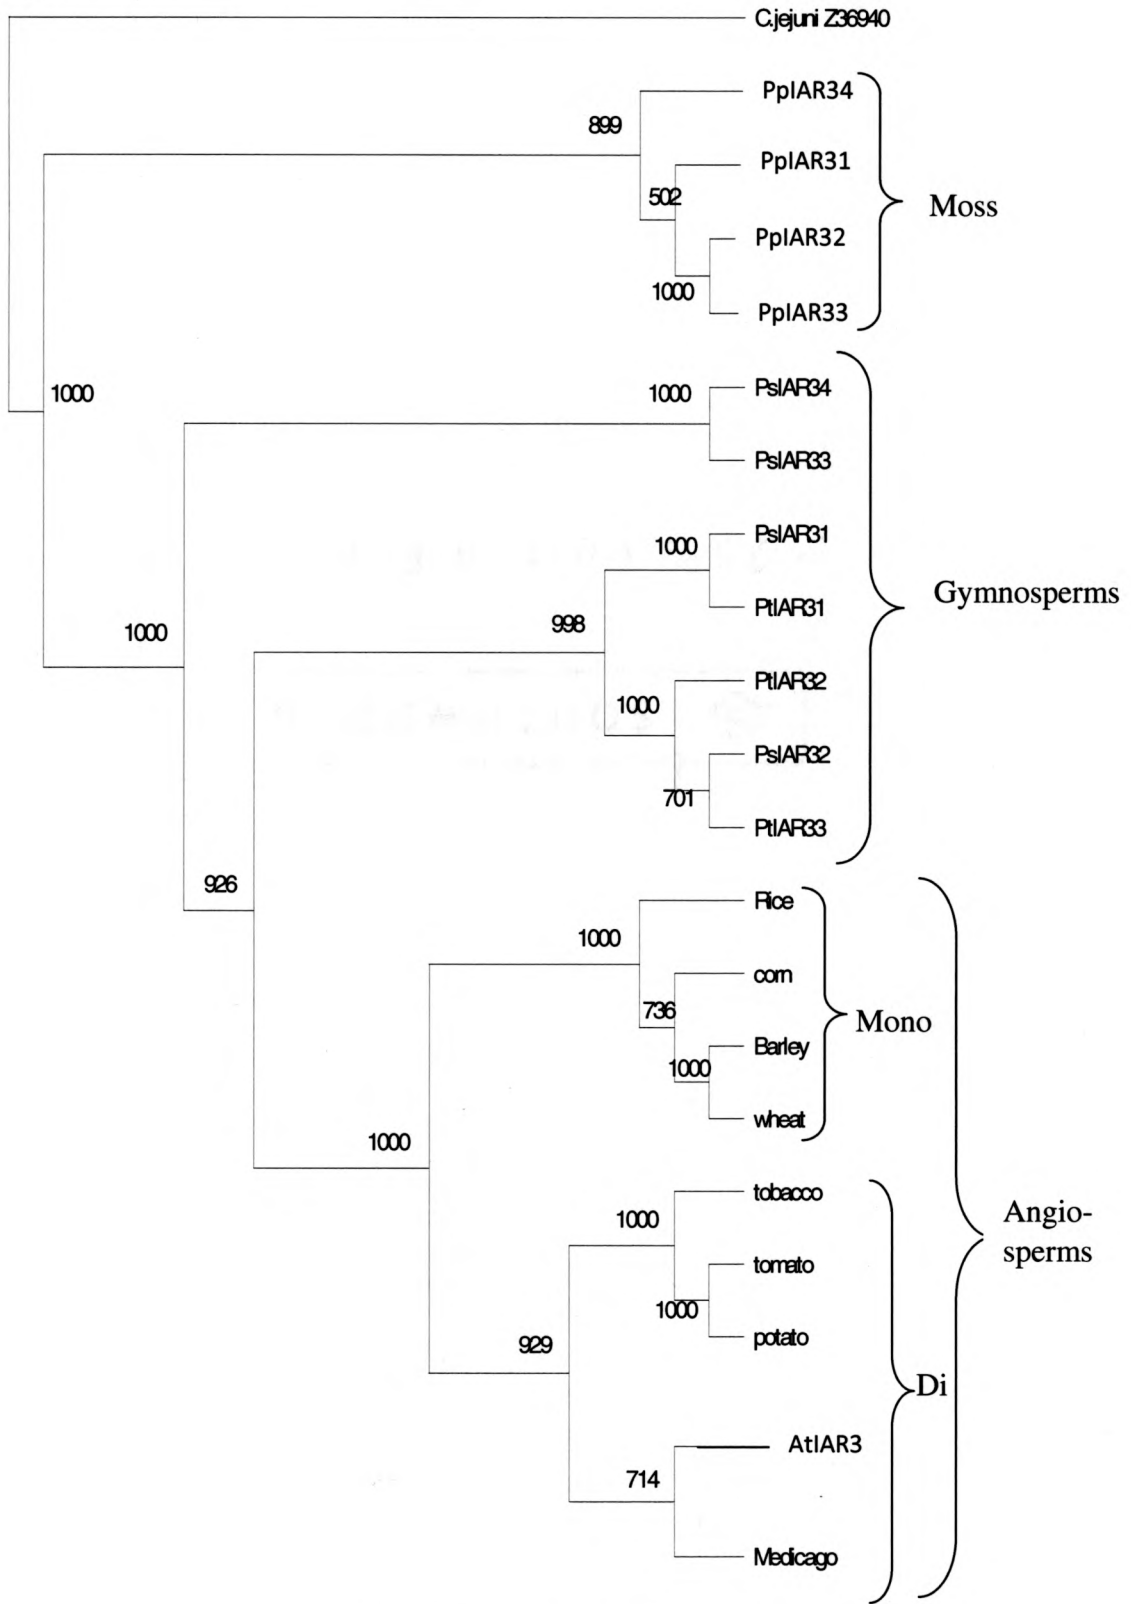 C.jejuni Z36940
PpIAR34
899
PpIAR31
502
Moss
PpIAR32
1000
PpIAR33
1000
1000
PsIAR34
PsIAR33
PsIAR31
1000
Gymnosperms
PtIAR31
998
1000
PtIAR32
1000
PsIAR32
701
PtIAR33
926
Rice
1000
corn
736
Mono
Barley
1000
wheat
1000
tobacco
1000
Angio-
sperms
tomato
1000
potato
929
Di
AtIAR3
714
Medicago